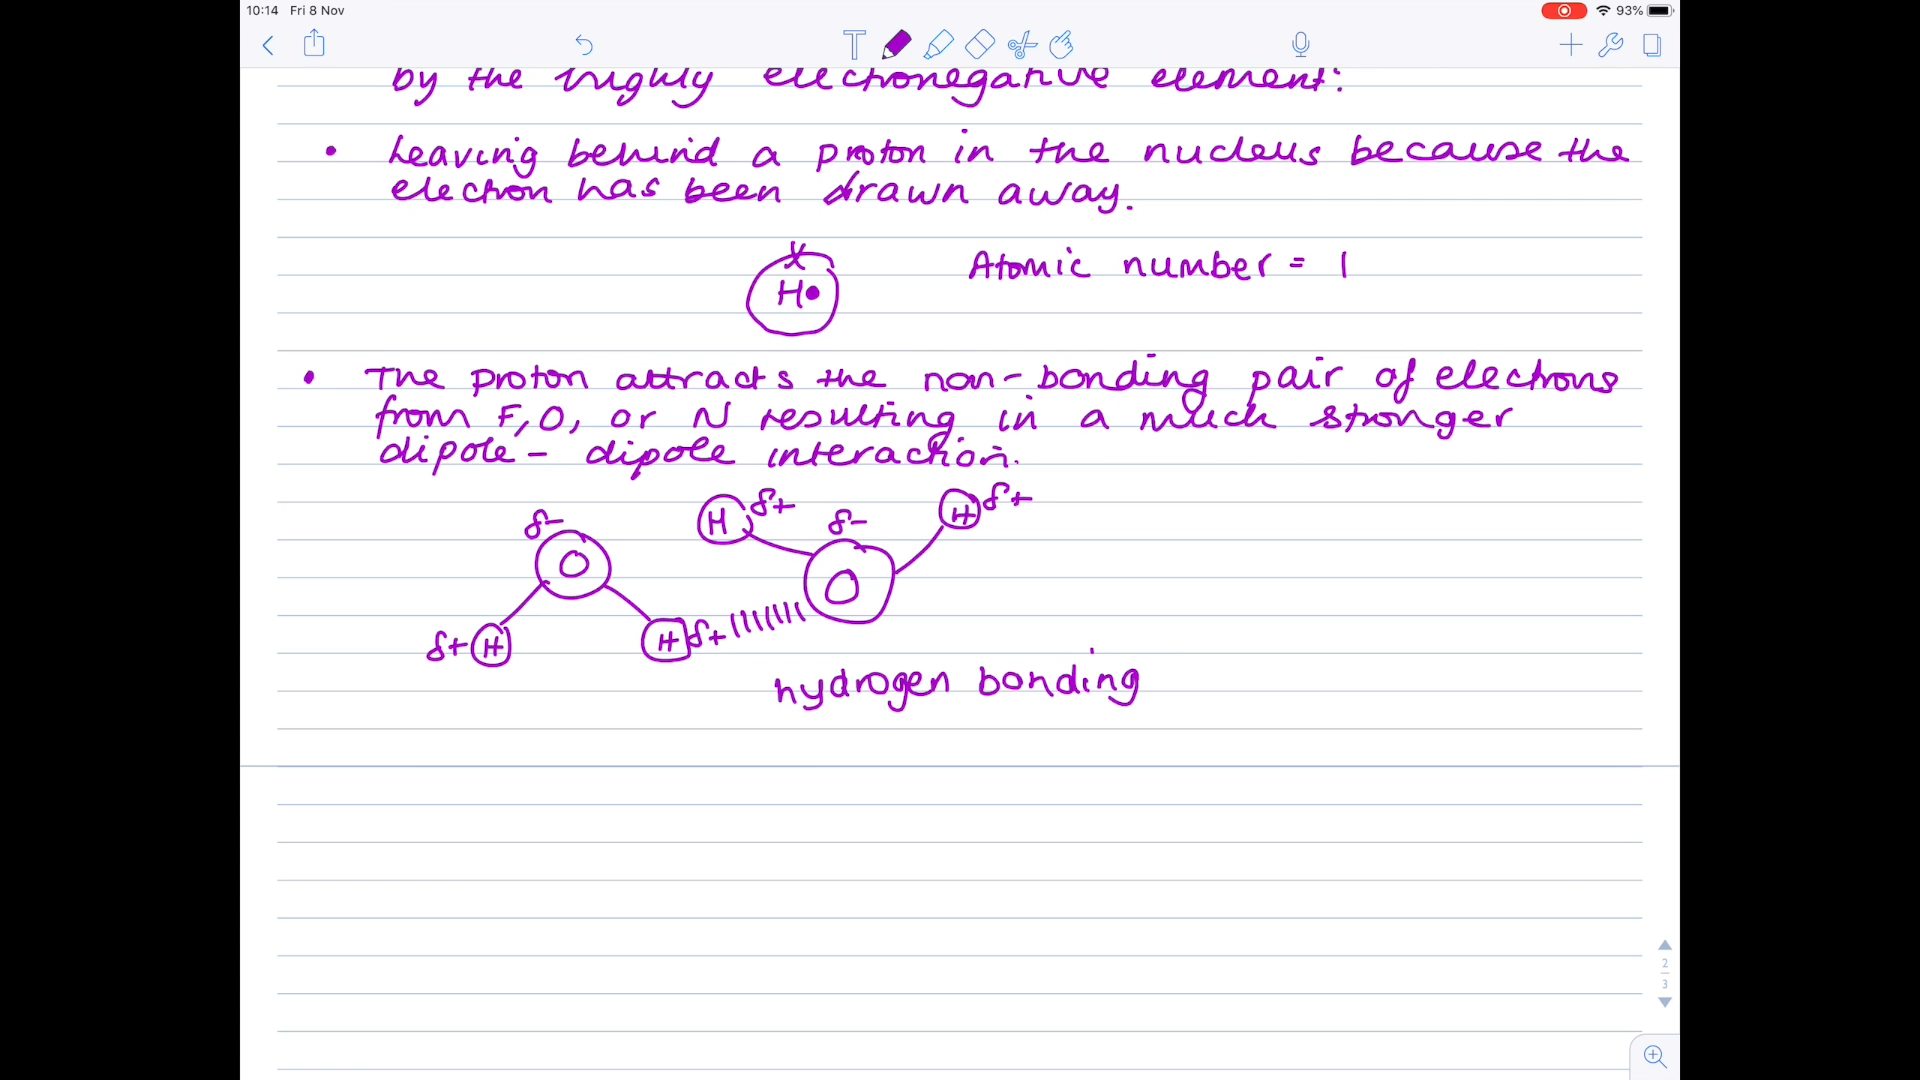 10:14 Fri 8 Nov
93%
T
by the highly electronegative element:
• Leaving behind a proton in the nucleus because the
electron has been drawn away.
x
H•
Atomic number = 1
• The proton attracts the non-bonding pair of electrons
from F, O, or N resulting in a much stronger
dipole - dipole interaction.
δ- O
δ+ H
H δ+
H δ+
δ- O
H δ+
hydrogen bonding
2
3